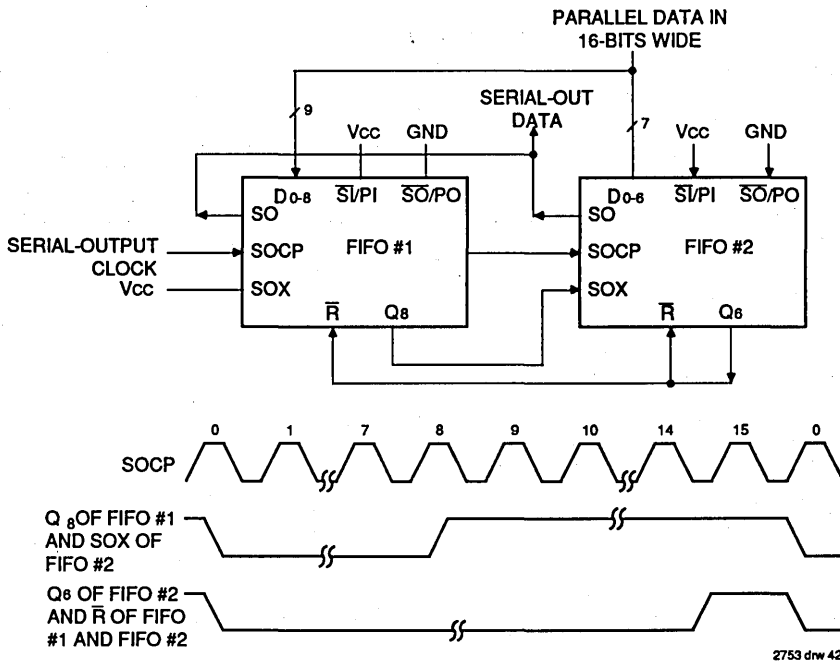 PARALLEL DATA IN
16-BITS WIDE
SERIAL-OUT
DATA
9
7
Vcc
GND
Vcc
GND
D0-8
SI/PI
SO/PO
D0-6
SI/PI
SO/PO
SO
SO
SERIAL-OUTPUT
CLOCK
SOCP
FIFO #1
SOCP
FIFO #2
Vcc
SOX
SOX
R
Q8
R
Q6
0 1 7 8 9 10 14 15 0
SOCP
Q 8OF FIFO #1
AND SOX OF
FIFO #2
Q6 OF FIFO #2
AND R OF FIFO
#1 AND FIFO #2
2753 drw 42